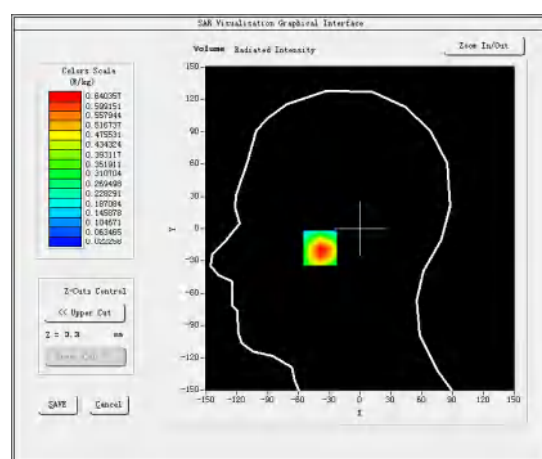 SAR Visualisation Graphical Interface
Volume Radiated Intensity
Zoom In/Out
Colors Scale
(W/kg)
0.640357
0.599151
0.557944
0.516737
0.475531
0.434324
0.393117
0.351911
0.310704
0.269498
0.228291
0.187084
0.145878
0.104671
0.063465
0.022258
150
120
90
60
30
Y
0
-30
-60
-90
-120
-150
-150 -120 -90 -60 -30 0 30 60 90 120 150
X
Z-Cuts Control
<< Upper Cut
mm
SAVE Cancel